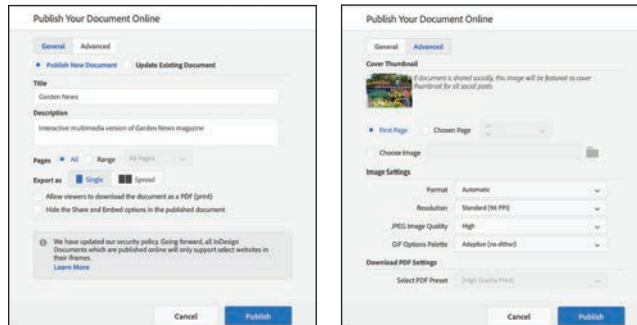 Publish Your Document Online
General Advanced
Publish New Document Update Existing Document
Title
Garden News
Description
Interactive multimedia version of Garden News magazine
Pages All Range All Pages
Export as Single Spread
Allow viewers to download the document as a PDF (print)
Hide the Share and Embed options in the published document
We have updated our security policy. Going forward, all InDesign
Documents which are published online will only support select websites in
their iframes.
Learn More
Cancel Publish
Publish Your Document Online
General Advanced
Cover Thumbnail
If document is shared socially, this image will be featured as cover
thumbnail for all social posts.
First Page Chosen Page
Choose Image
Image Settings
Format Automatic
Resolution Standard (96 PPI)
JPEG Image Quality High
GIF Options Palette Adaptive (no dither)
Download PDF Settings
Select PDF Preset [High Quality Print]
Cancel Publish